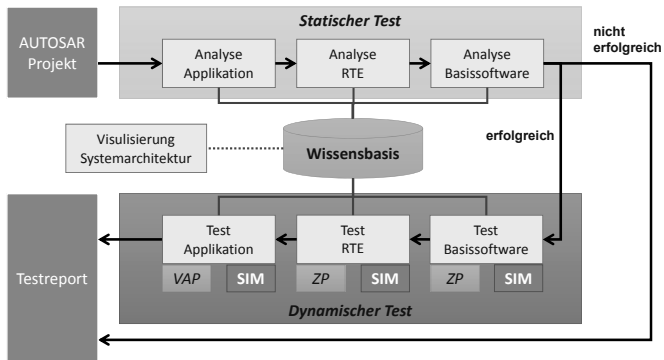 Statischer Test
nicht
erfolgreich
AUTOSAR
Projekt
Analyse
Applikation
Analyse
RTE
Analyse
Basissoftware
erfolgreich
Visulisierung
Systemarchitektur
Wissensbasis
Testreport
Test
Applikation
Test
RTE
Test
Basissoftware
VAP
SIM
ZP
SIM
ZP
SIM
Dynamischer Test